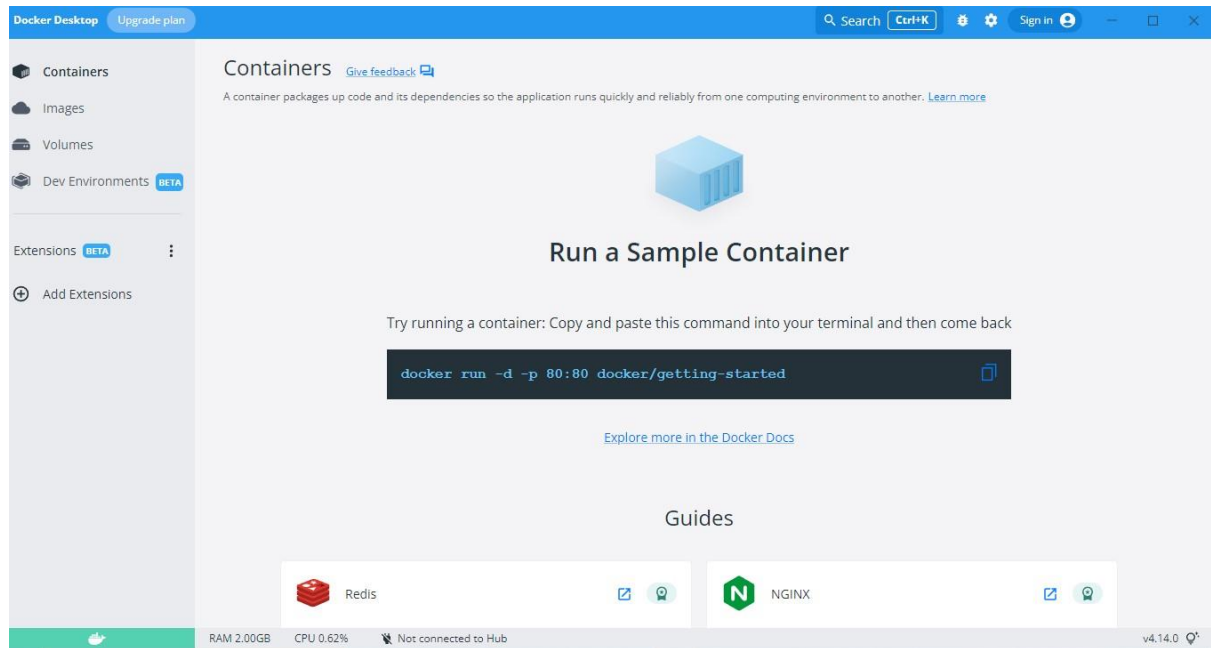 Docker Desktop Upgrade plan Search Ctrl+K Sign in
Containers
Images
Volumes
Dev Environments BETA
Extensions BETA
Add Extensions
Containers Give feedback
A container packages up code and its dependencies so the application runs quickly and reliably from one computing environment to another. Learn more
Run a Sample Container
Try running a container: Copy and paste this command into your terminal and then come back
docker run -d -p 80:80 docker/getting-started
Explore more in the Docker Docs
Guides
Redis N NGINX
RAM 2.00GB CPU 0.62% Not connected to Hub v4.14.0